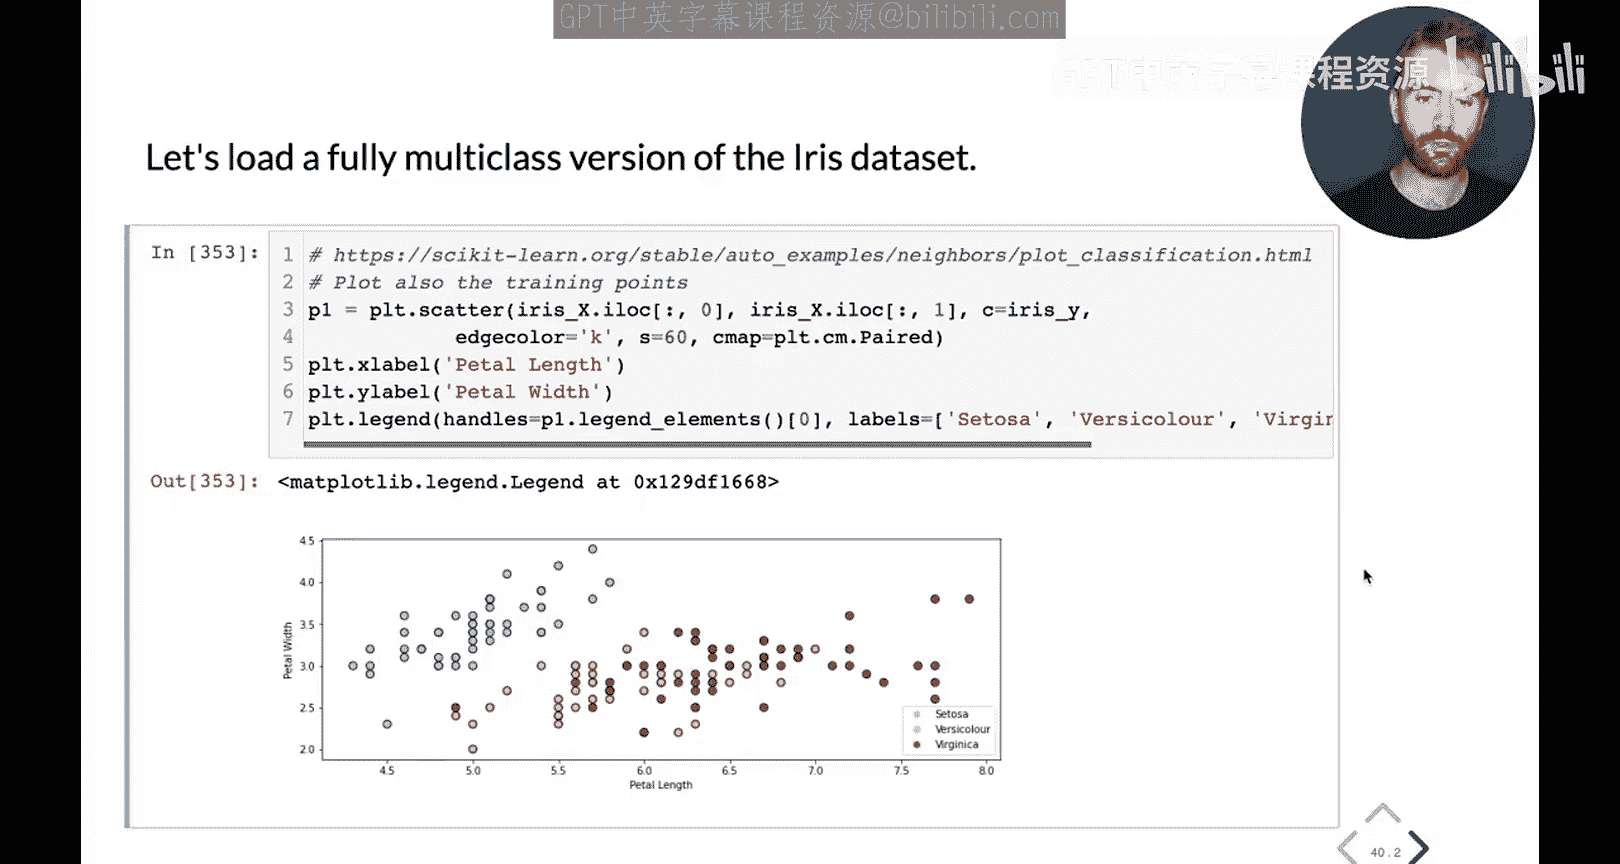 GPT中英字幕课程资源@bilibili.com
课程资源 bilibili
Let's load a fully multiclass version of the Iris dataset.
In [353]:
1 # https://scikit-learn.org/stable/auto_examples/neighbors/plot_classification.html
2 # Plot also the training points
3 p1 = plt.scatter(iris_X.iloc[:, 0], iris_X.iloc[:, 1], c=iris_y,
4 edgecolor='k', s=60, cmap=plt.cm.Paired)
5 plt.xlabel('Petal Length')
6 plt.ylabel('Petal Width')
7 plt.legend(handles=p1.legend_elements()[0], labels=['Setosa', 'Versicolour', 'Virgin
Out[353]: <matplotlib.legend.Legend at 0x129df1668>
4.5
4.0
3.5
3.0
2.5
2.0
Petal Width
Setosa
Versicolour
Virginica
4.5 5.0 5.5 6.0 6.5 7.0 7.5 8.0
Petal Length
40.2